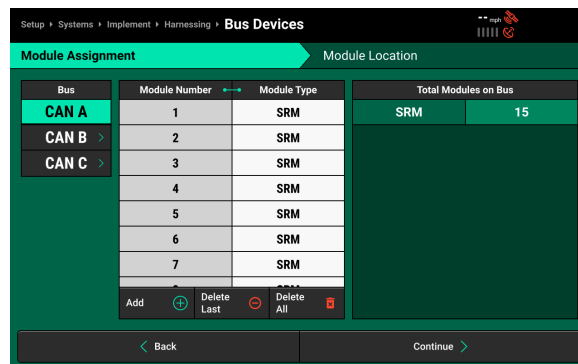 Setup › Systems › Implement › Harnessing › Bus Devices
-- mph
Module Assignment Module Location
Bus
CAN A
CAN B >
CAN C >
Module Number Module Type
1 SRM
2 SRM
3 SRM
4 SRM
5 SRM
6 SRM
7 SRM
Add
Delete Last
Delete All
Total Modules on Bus
SRM 15
< Back
Continue >